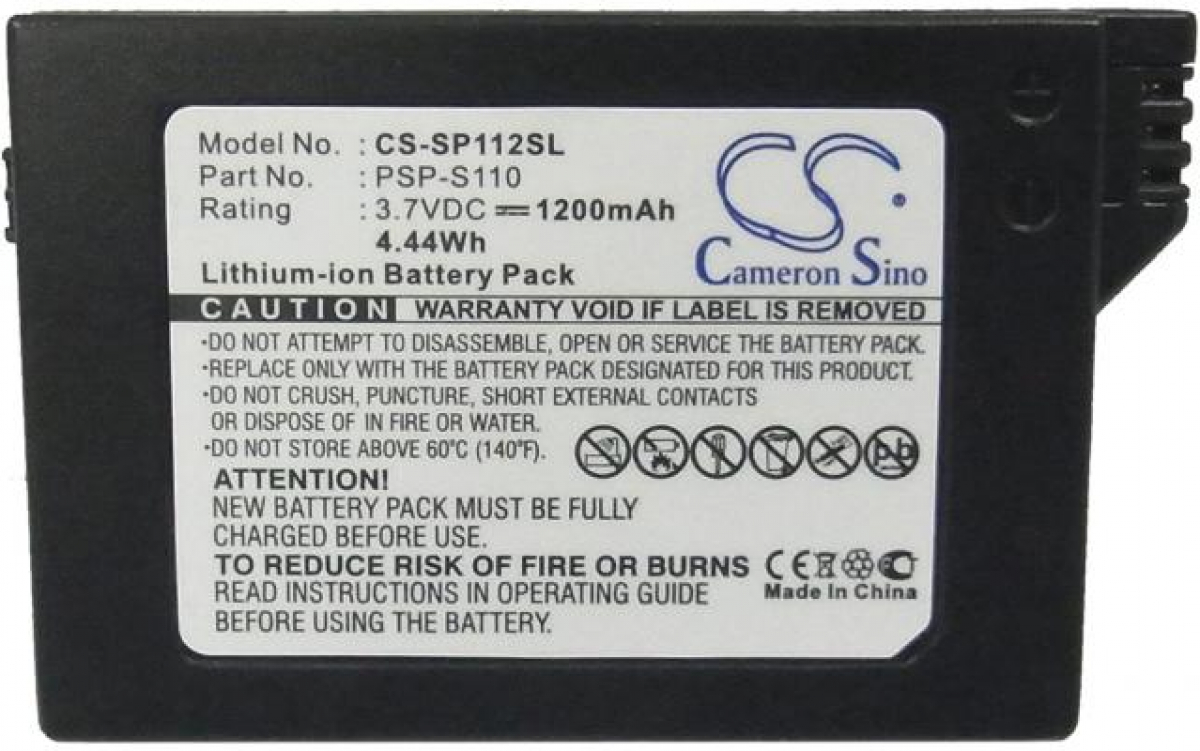 Model No. : CS-SP112SL
Part No. : PSP-S110
Rating : 3.7VDC 1200mAh
4.44Wh
Lithium-ion Battery Pack
CS ®
Cameron Sino
CAUTION WARRANTY VOID IF LABEL IS REMOVED
•DO NOT ATTEMPT TO DISASSEMBLE, OPEN OR SERVICE THE BATTERY PACK.
•REPLACE ONLY WITH THE BATTERY PACK DESIGNATED FOR THIS PRODUCT.
•DO NOT CRUSH, PUNCTURE, SHORT EXTERNAL CONTACTS
OR DISPOSE OF IN FIRE OR WATER.
•DO NOT STORE ABOVE 60°C (140°F).
Pb
ATTENTION!
NEW BATTERY PACK MUST BE FULLY
CHARGED BEFORE USE.
TO REDUCE RISK OF FIRE OR BURNS
READ INSTRUCTIONS IN OPERATING GUIDE
BEFORE USING THE BATTERY.
CE
Made In China
+
-